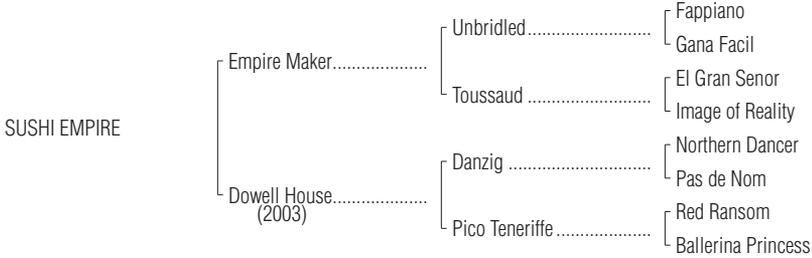 Fappiano
Unbridled...........................
Gana Facil
Empire Maker.....................
El Gran Senor
Toussaud ...........................
Image of Reality
SUSHI EMPIRE
Northern Dancer
Danzig ...............................
Pas de Nom
Dowell House.....................
(2003)
Red Ransom
Pico Teneriffe .....................
Ballerina Princess